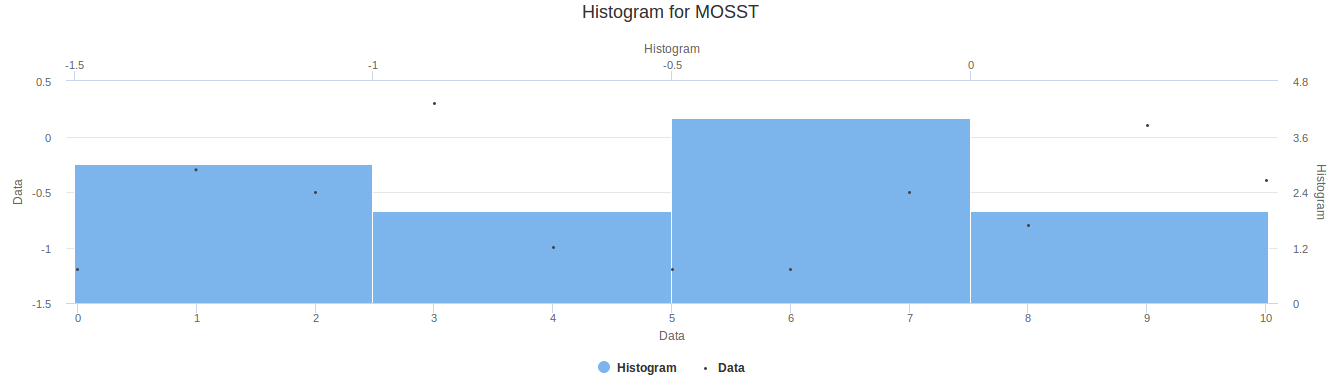 Histogram for MOSST
Histogram
-1.5 -1 -0.5 0
0.5 4.8
0 3.6
-0.5 2.4
-1 1.2
-1.5 0
Data
Histogram
0 1 2 3 4 5 6 7 8 9 10
Data
Histogram Data